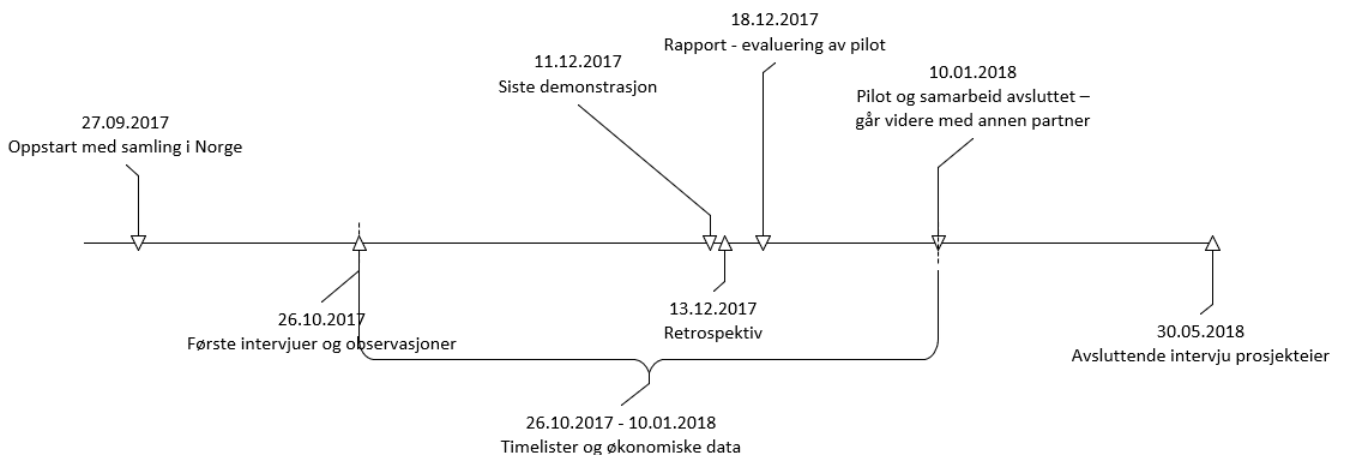 18.12.2017
Rapport - evaluering av pilot
11.12.2017
Siste demonstrasjon
10.01.2018
Pilot og samarbeid avsluttet –
går videre med annen partner
27.09.2017
Oppstart med samling i Norge
26.10.2017
Første intervjuer og observasjoner
13.12.2017
Retrospektiv
30.05.2018
Avsluttende intervju prosjekteier
26.10.2017 - 10.01.2018
Timelister og økonomiske data